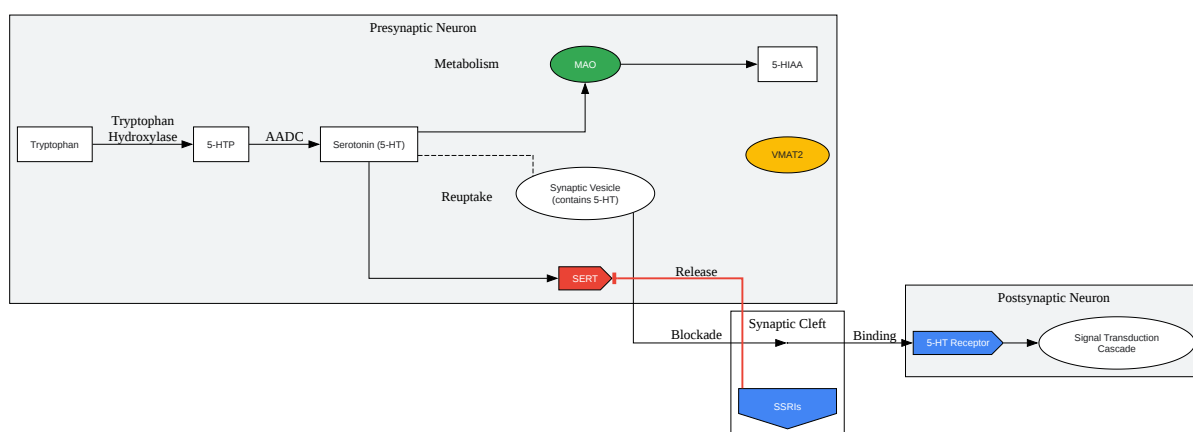 Presynaptic Neuron
Metabolism
MAO
5-HIAA
Tryptophan
Hydroxylase
Tryptophan
5-HTP
AADC
Serotonin (5-HT)
VMAT2
Reuptake
Synaptic Vesicle
(contains 5-HT)
SERT
Release
Postsynaptic Neuron
Synaptic Cleft
Blockade
Binding
5-HT Receptor
Signal Transduction
Cascade
SSRIs